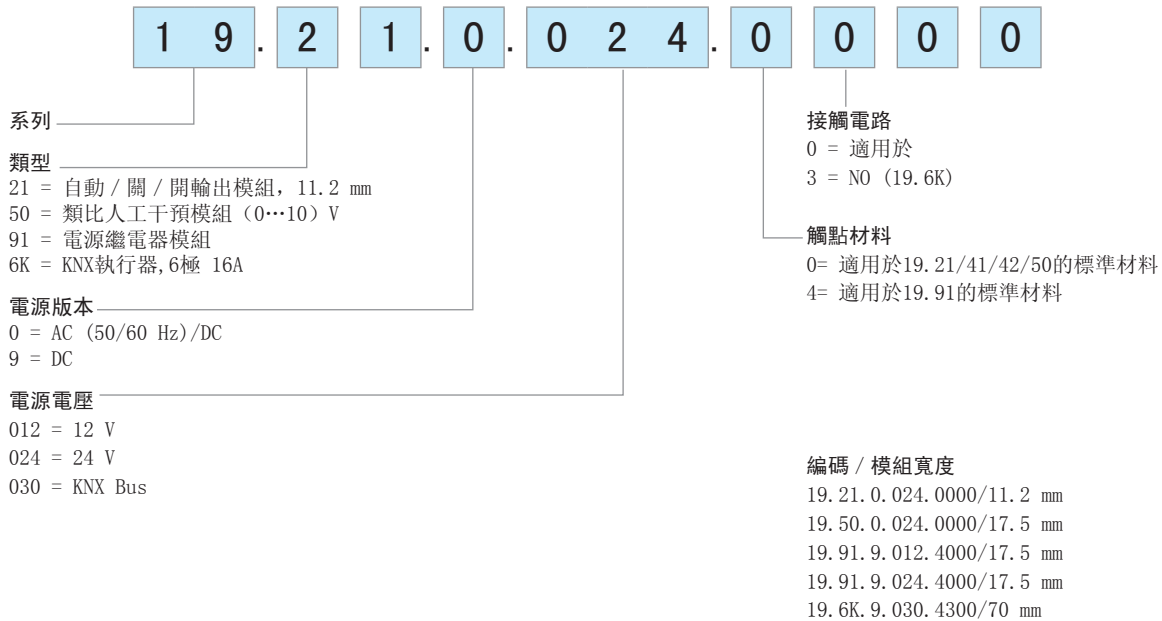 1 9.2 1.0.024.0 0 0 0
系列
類型
21 = 自動 / 關 / 開輸出模組, 11.2 mm
50 = 類比人工干預模組（0…10）V
91 = 電源繼電器模組
6K = KNX執行器,6極 16A
電源版本
0 = AC (50/60 Hz)/DC
9 = DC
電源電壓
012 = 12 V
024 = 24 V
030 = KNX Bus
接觸電路
0 = 適用於
3 = NO (19.6K)
觸點材料
0= 適用於19.21/41/42/50的標準材料
4= 適用於19.91的標準材料
編碼 / 模組寬度
19.21.0.024.0000/11.2 mm
19.50.0.024.0000/17.5 mm
19.91.9.012.4000/17.5 mm
19.91.9.024.4000/17.5 mm
19.6K.9.030.4300/70 mm